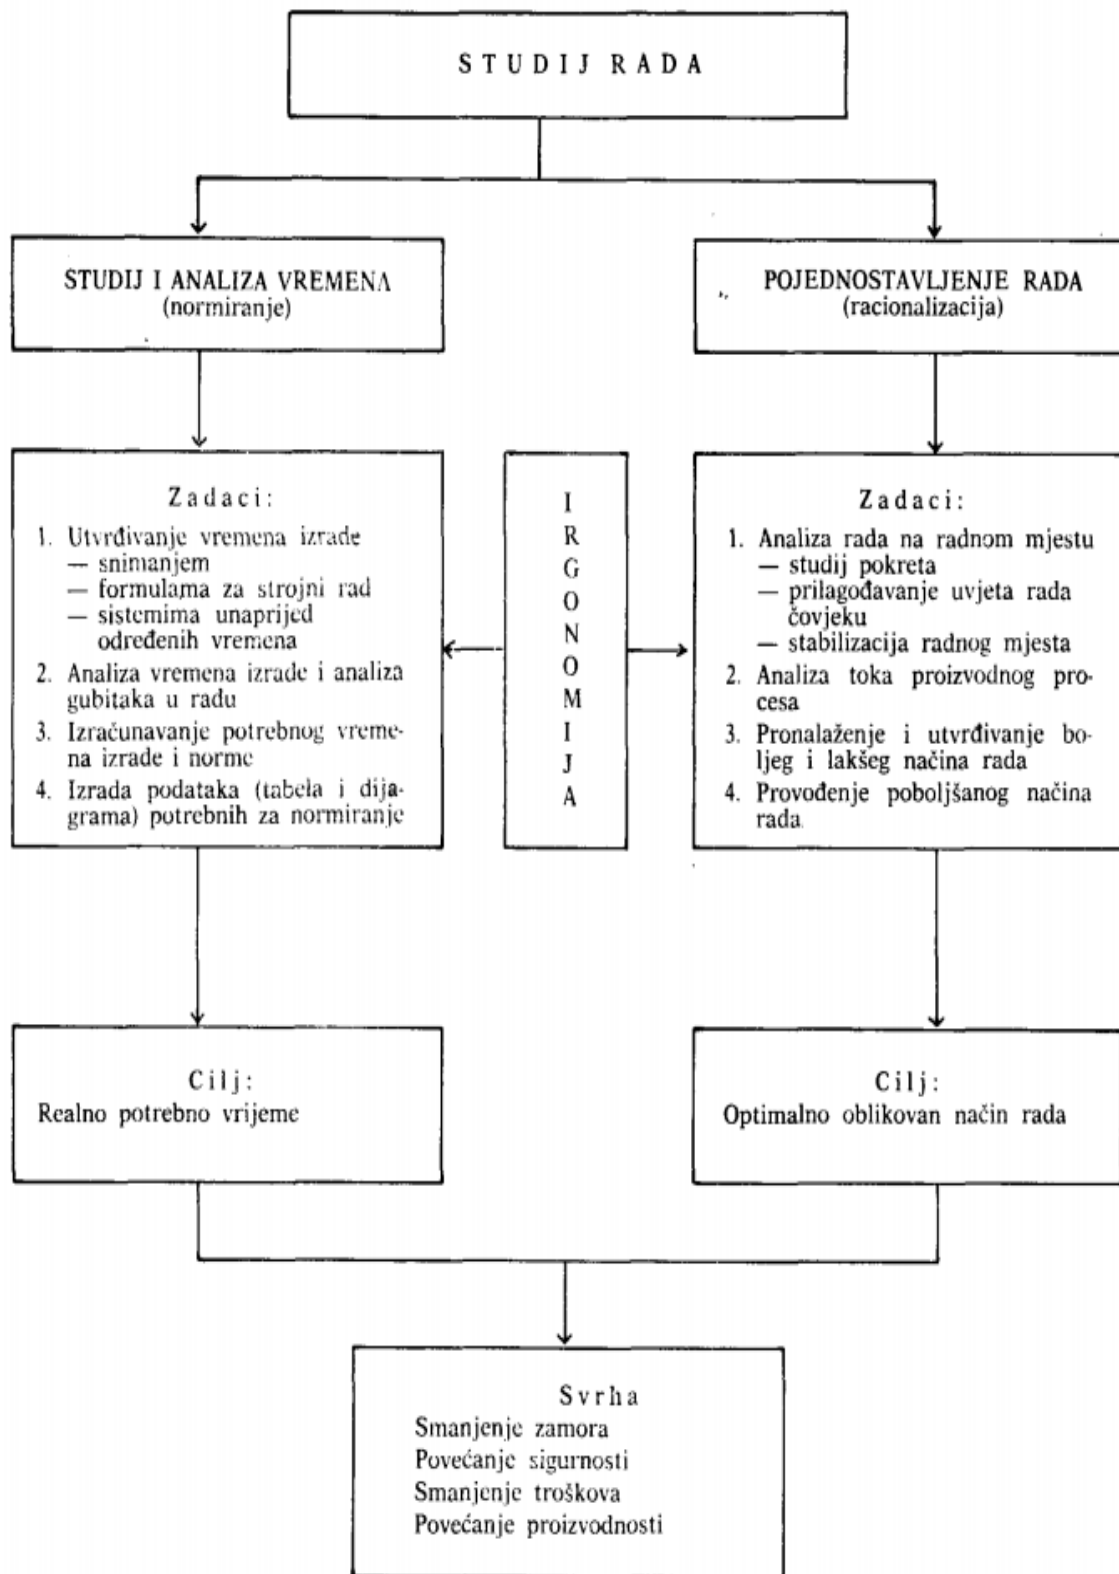 STUDIJ RADA
STUDIJ I ANALIZA VREMENA
(normiranje)
POJEDNOSTAVLJENJE RADA
(racionalizacija)
Zadaci:
1. Utvrđivanje vremena izrade
— snimanjem
— formulama za strojni rad
— sistemima unaprijed
određenih vremena
2. Analiza vremena izrade i analiza
gubitaka u radu
3. Izračunavanje potrebnog vreme-
na izrade i norme
4. Izrada podataka (tabela i dija-
grama) potrebnih za normiranje
IRGONOMIJA
Zadaci:
1. Analiza rada na radnom mjestu
— studij pokreta
— prilagođavanje uvjeta rada
čovjeku
— stabilizacija radnog mjesta
2. Analiza toka proizvodnog pro-
cesa
3. Pronalaženje i utvrđivanje bo-
ljeg i lakšeg načina rada
4. Provođenje poboljšanog načina
rada
Cilj:
Realno potrebno vrijeme
Cilj:
Optimalno oblikovan način rada
Svrha
Smanjenje zamora
Povećanje sigurnosti
Smanjenje troškova
Povećanje proizvodnosti